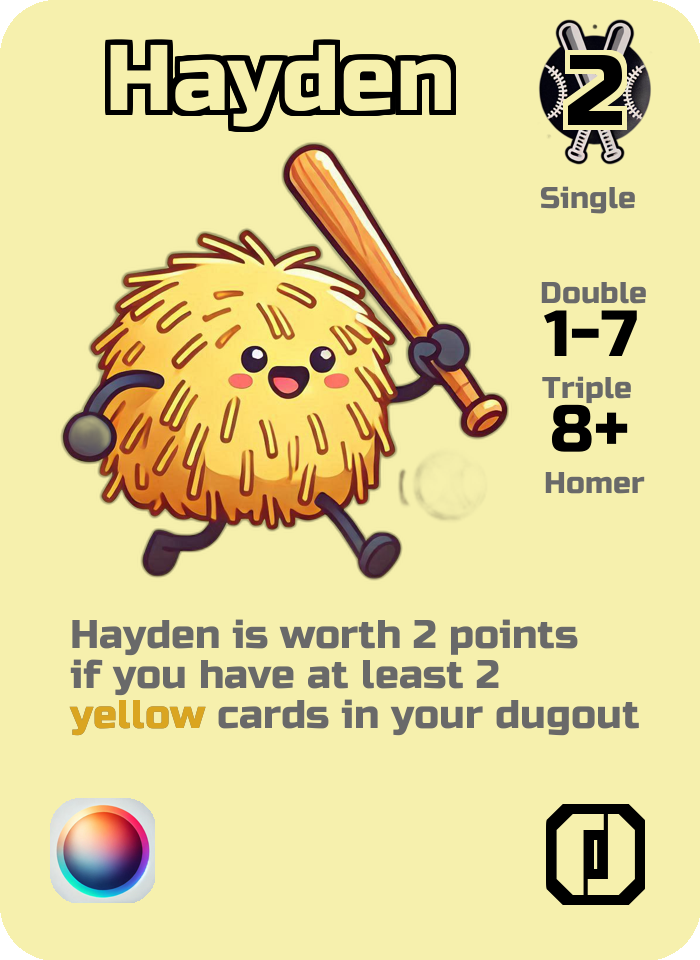 Hayden
2
Single
Double
1-7
Triple
8+
Homer
Hayden is worth 2 points
if you have at least 2
yellow cards in your dugout